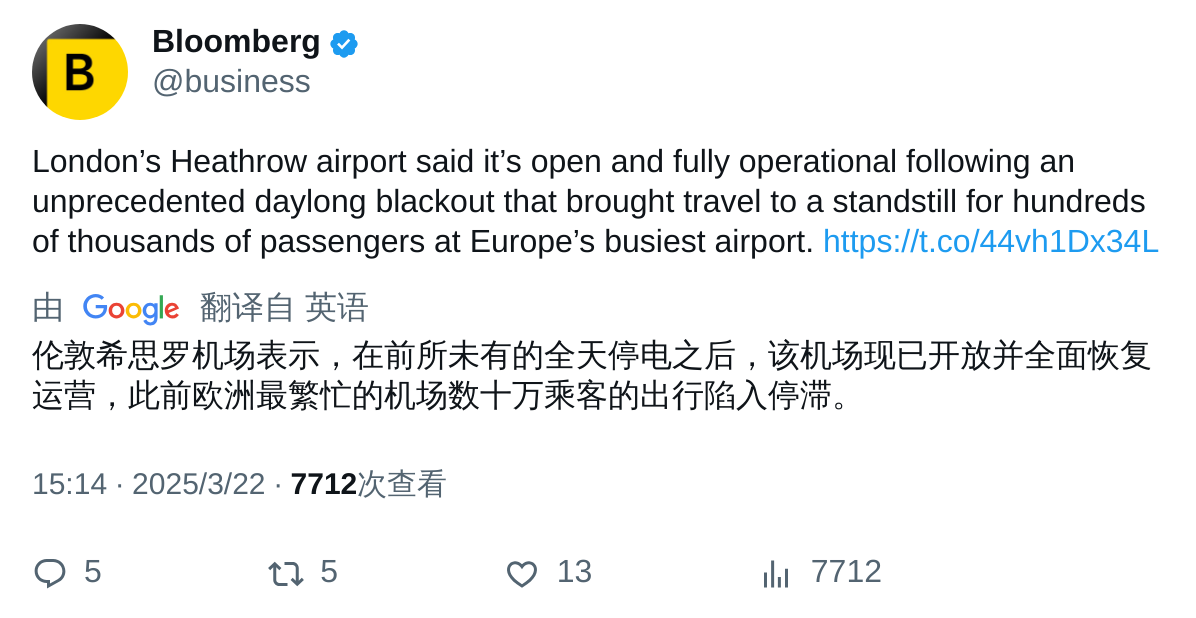 B
Bloomberg
@business
London’s Heathrow airport said it’s open and fully operational following an
unprecedented daylong blackout that brought travel to a standstill for hundreds
of thousands of passengers at Europe’s busiest airport. https://t.co/44vh1Dx34L
由 Google 翻译自 英语
伦敦希思罗机场表示，在前所未有的全天停电之后，该机场现已开放并全面恢复
运营，此前欧洲最繁忙的机场数十万乘客的出行陷入停滞。
15:14 · 2025/3/22 · 7712次查看
5 5 13 7712